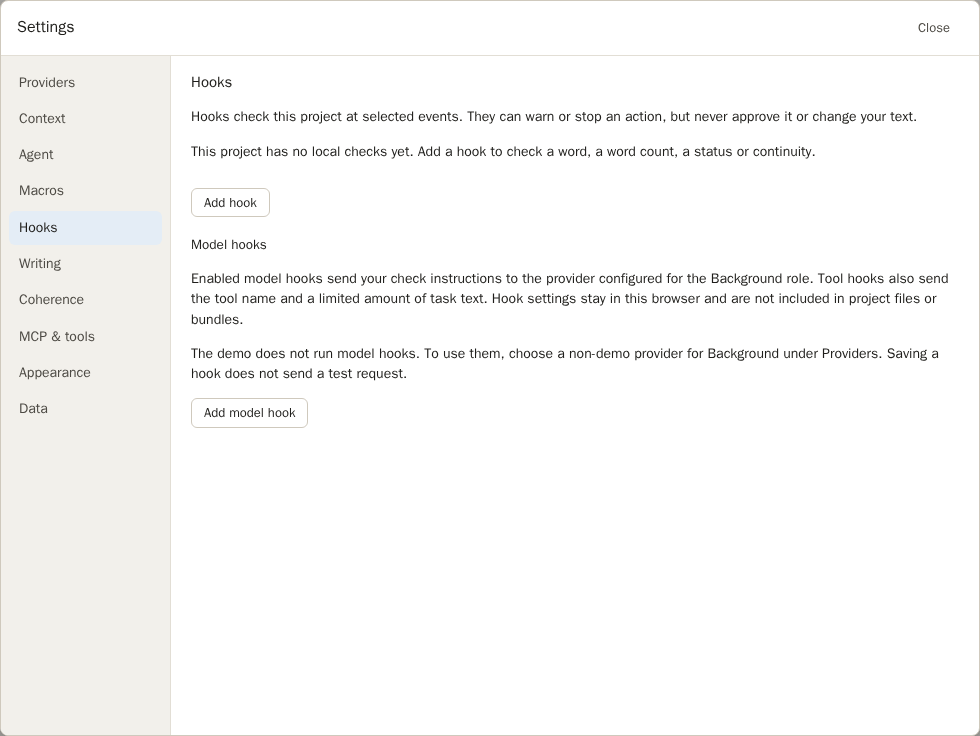 Settings
Close
Providers
Context
Agent
Macros
Hooks
Writing
Coherence
MCP & tools
Appearance
Data
Hooks
Hooks check this project at selected events. They can warn or stop an action, but never approve it or change your text.
This project has no local checks yet. Add a hook to check a word, a word count, a status or continuity.
Add hook
Model hooks
Enabled model hooks send your check instructions to the provider configured for the Background role. Tool hooks also send
the tool name and a limited amount of task text. Hook settings stay in this browser and are not included in project files or
bundles.
The demo does not run model hooks. To use them, choose a non-demo provider for Background under Providers. Saving a
hook does not send a test request.
Add model hook